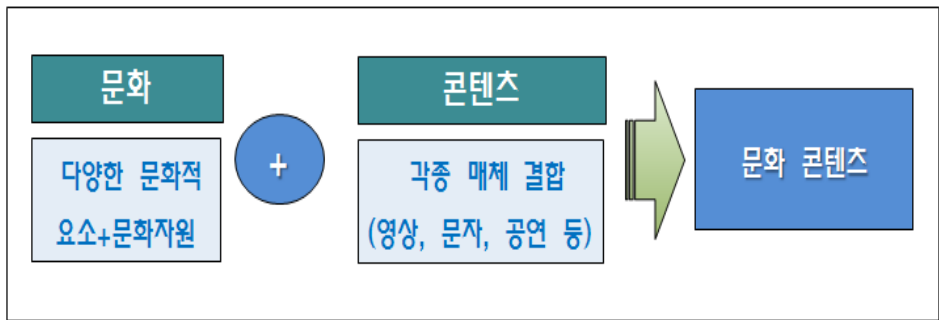 문화
다양한 문화적
요소+문화자원
+
콘텐츠
각종 매체 결합
(영상, 문자, 공연 등)
문화 콘텐츠